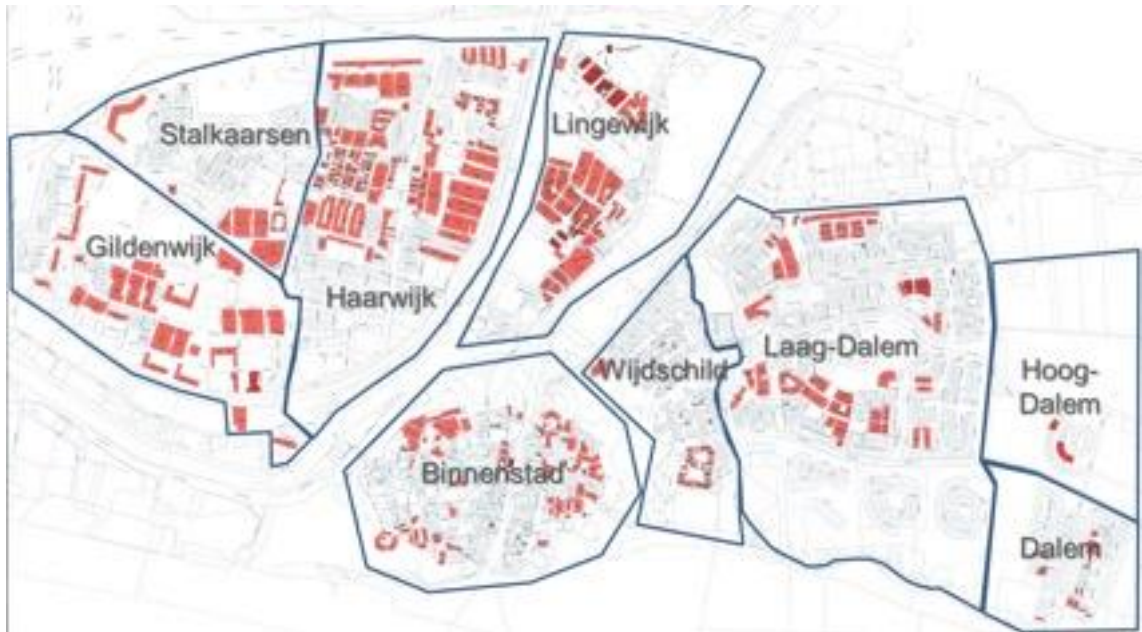 Stalkaarsen
Lingewijk
Gildenwijk
Haarwijk
Laag-Dalem
Wijdschild
Hoog-
Dalem
Binnenstad
Dalem